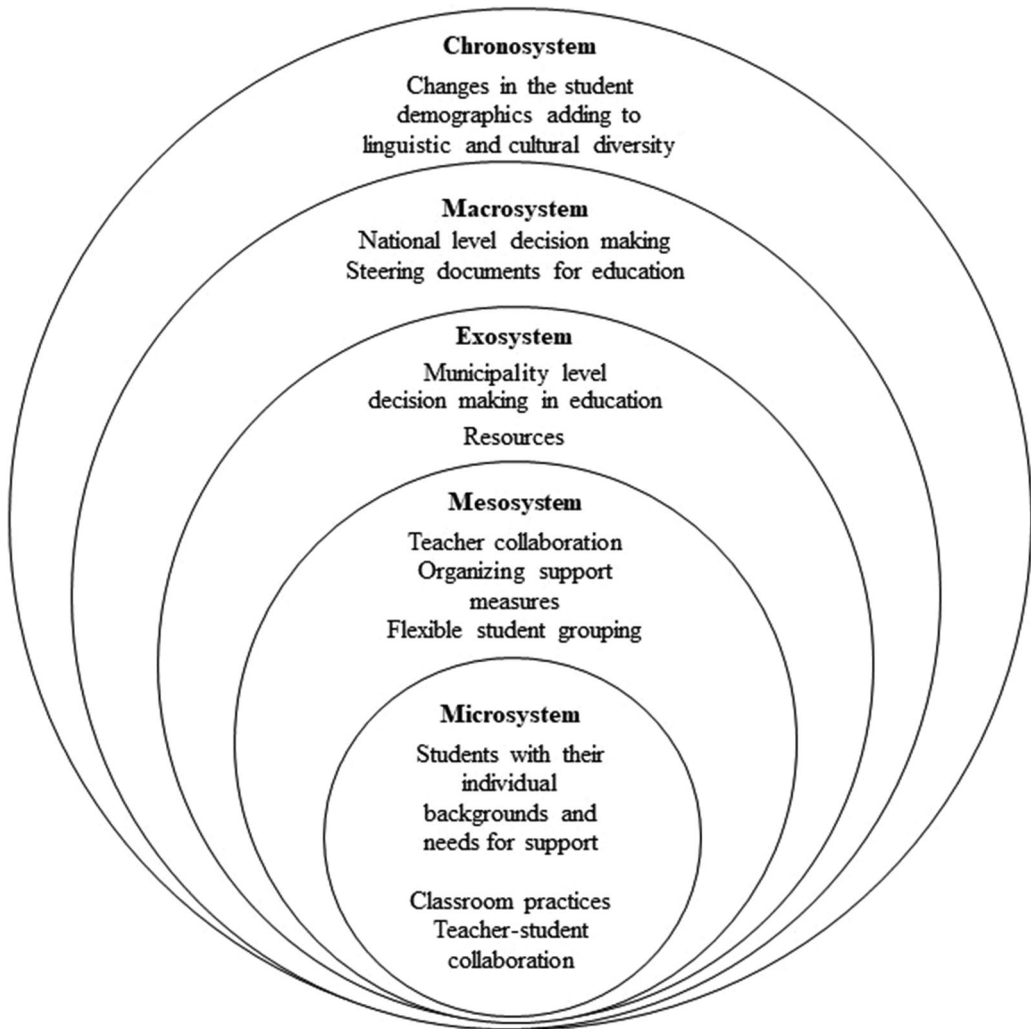 Chronosystem
Changes in the student
demographics adding to
linguistic and cultural diversity
Macrosystem
National level decision making
Steering documents for education
Exosystem
Municipality level
decision making in education
Resources
Mesosystem
Teacher collaboration
Organizing support
measures
Flexible student grouping
Microsystem
Students with their
individual
backgrounds and
needs for support
Classroom practices
Teacher-student
collaboration